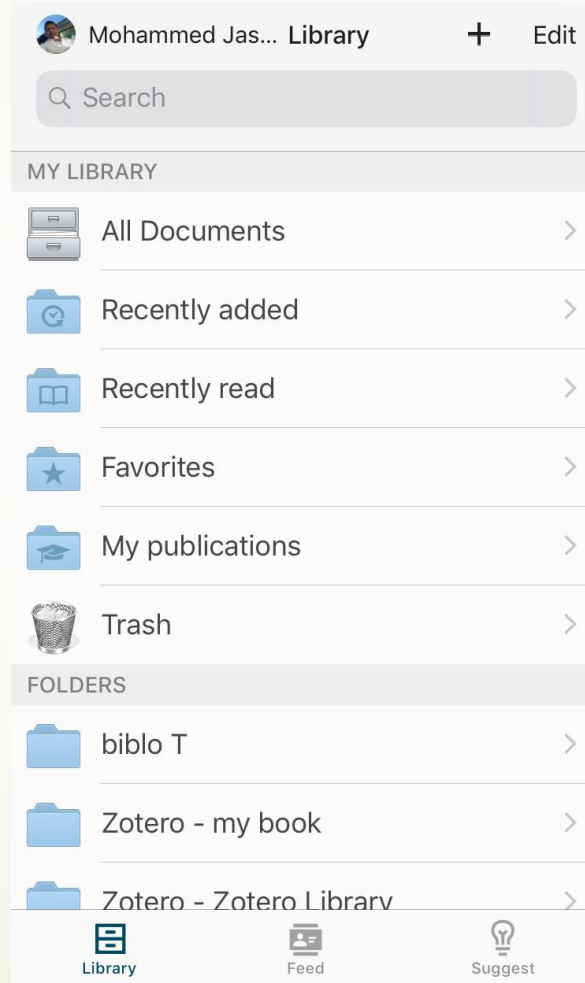 Mohammed Jas... Library + Edit
Search
MY LIBRARY
All Documents
Recently added
Recently read
Favorites
My publications
Trash
FOLDERS
biblo T
Zotero - my book
Zotero - Zotero Library
Library Feed Suggest